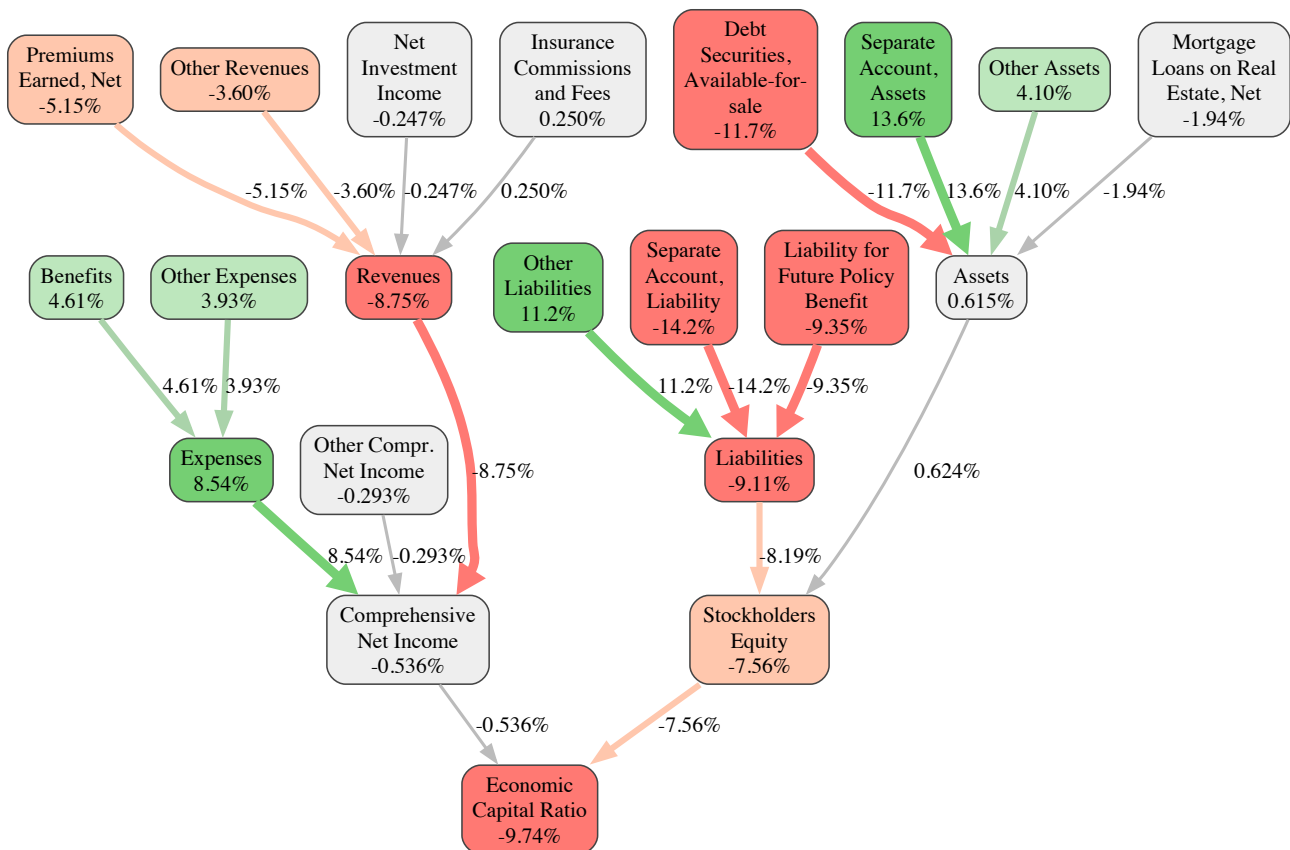 Premiums
Earned, Net
-5.15%
Other Revenues
-3.60%
Net
Investment
Income
-0.247%
Insurance
Commissions
and Fees
0.250%
Debt
Securities,
Available-for-
sale
-11.7%
Separate
Account,
Assets
13.6%
Other Assets
4.10%
Mortgage
Loans on Real
Estate, Net
-1.94%
-5.15%
-3.60%
-0.247%
0.250%
-11.7%
13.6%
4.10%
-1.94%
Benefits
4.61%
Other Expenses
3.93%
Revenues
-8.75%
Other
Liabilities
11.2%
Separate
Account,
Liability
-14.2%
Liability for
Future Policy
Benefit
-9.35%
Assets
0.615%
4.61%
3.93%
11.2%
-14.2%
-9.35%
Expenses
8.54%
Other Compr.
Net Income
-0.293%
-8.75%
Liabilities
-9.11%
0.624%
8.54%
-0.293%
-8.19%
Comprehensive
Net Income
-0.536%
Stockholders
Equity
-7.56%
-0.536%
-7.56%
Economic
Capital Ratio
-9.74%